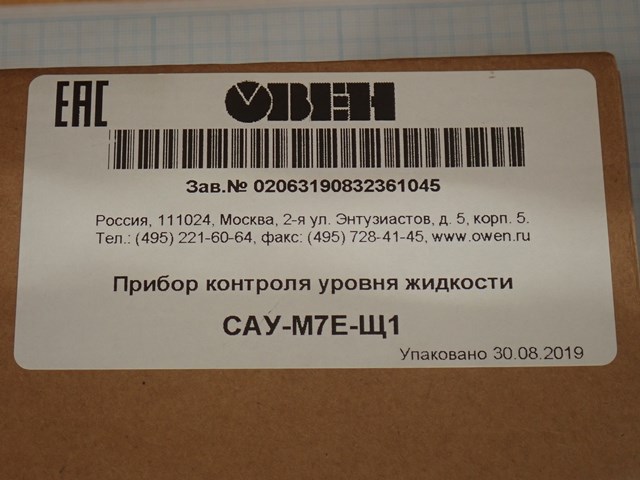 EAC ОВЕН
Зав.№ 02063190832361045
Россия, 111024, Москва, 2-я ул. Энтузиастов, д. 5, корп. 5.
Тел.: (495) 221-60-64, факс: (495) 728-41-45, www.owen.ru
Прибор контроля уровня жидкости
САУ-М7Е-Щ1
Упаковано 30.08.2019